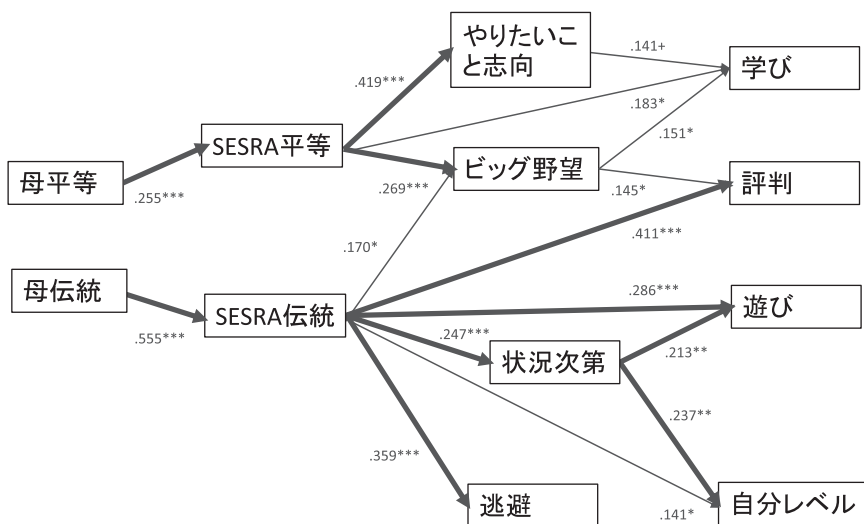 やりたいこ
と志向
.141+
学び
.419***
.183*
SESRA平等
.151*
ビッグ野望
母平等
.269***
.145*
評判
.255***
.170*
.411***
母伝統
.286***
遊び
SESRA伝統
.555***
.247***
状況次第
.213**
.237**
.359***
逃避
.141*
自分レベル